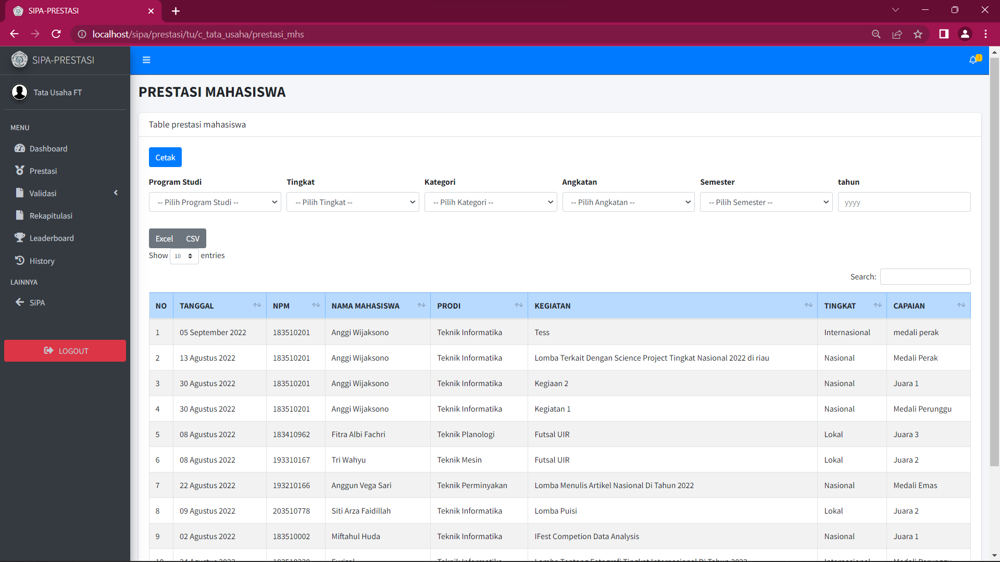 SIPA-PRESTASI
localhost/sipa/prestasi/tu/c_tata_usaha/prestasi_mhs
SIPA-PRESTASI
2
Tata Usaha FT
MENU
Dashboard
Prestasi
Validasi
Rekapitulasi
Leaderboard
History
LAINNYA
SiPA
LOGOUT
PRESTASI MAHASISWA
Table prestasi mahasiswa
Cetak
Program Studi Tingkat Kategori Angkatan Semester tahun
-- Pilih Program Studi -- -- Pilih Tingkat -- -- Pilih Kategori -- -- Pilih Angkatan -- -- Pilih Semester -- yyyy
Excel CSV
Show 10 entries
Search:
NO TANGGAL NPM NAMA MAHASISWA PRODI KEGIATAN TINGKAT CAPAIAN
1 05 September 2022 183510201 Anggi Wijaksono Teknik Informatika Tess Internasional medali perak
2 13 Agustus 2022 183510201 Anggi Wijaksono Teknik Informatika Lomba Terkait Dengan Science Project Tingkat Nasional 2022 di riau Nasional Medali Perak
3 30 Agustus 2022 183510201 Anggi Wijaksono Teknik Informatika Kegiaan 2 Nasional Juara 1
4 30 Agustus 2022 183510201 Anggi Wijaksono Teknik Informatika Kegiatan 1 Nasional Medali Perunggu
5 08 Agustus 2022 183410962 Fitra Albi Fachri Teknik Planologi Futsal UIR Lokal Juara 3
6 08 Agustus 2022 193310167 Tri Wahyu Teknik Mesin Futsal UIR Lokal Juara 2
7 22 Agustus 2022 193210166 Anggun Vega Sari Teknik Perminyakan Lomba Menulis Artikel Nasional Di Tahun 2022 Nasional Medali Emas
8 09 Agustus 2022 203510778 Siti Arza Faidillah Teknik Informatika Lomba Puisi Lokal Juara 2
9 02 Agustus 2022 183510002 Miftahul Huda Teknik Informatika IFest Competion Data Analysis Nasional Juara 1